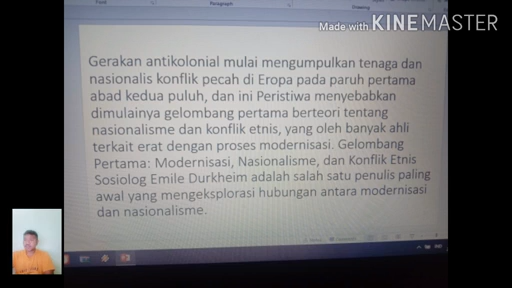 Font
Paragraph
Drawing
Made with KINEMASTER
Gerakan antikolonial mulai mengumpulkan tenaga dan
nasionalis konflik pecah di Eropa pada paruh pertama
abad kedua puluh, dan ini Peristiwa menyebabkan
dimulainya gelombang pertama berteori tentang
nasionalisme dan konflik etnis, yang oleh banyak ahli
terkait erat dengan proses modernisasi. Gelombang
Pertama: Modernisasi, Nasionalisme, dan Konflik Etnis
Sosiolog Emile Durkheim adalah salah satu penulis paling
awal yang mengeksplorasi hubungan antara modernisasi
dan nasionalisme.